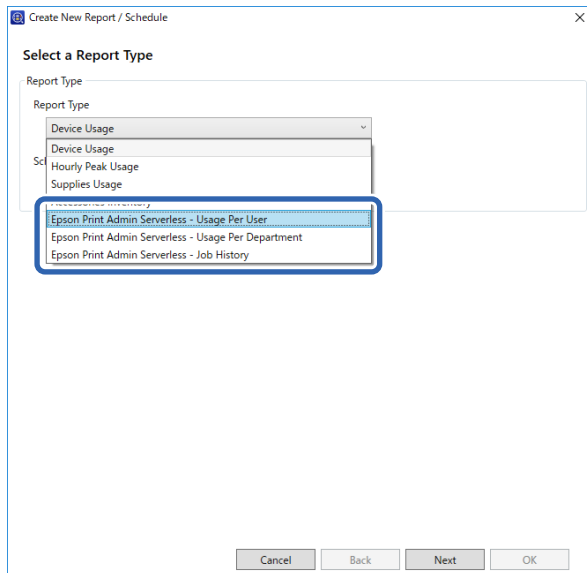 Create New Report / Schedule
Select a Report Type
Report Type
Report Type
Device Usage
Device Usage
Hourly Peak Usage
Supplies Usage
Epson Print Admin Serverless - Usage Per User
Epson Print Admin Serverless - Usage Per Department
Epson Print Admin Serverless - Job History
Cancel Back Next OK